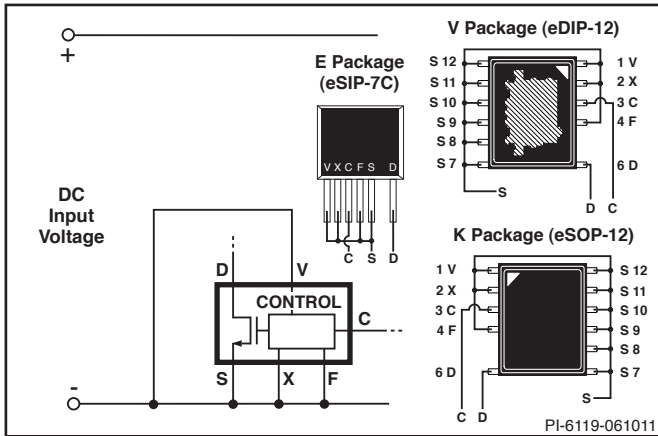 V Package (eDIP-12)
+
E Package
(eSIP-7C)
S 12
S 11
S 10
S 9
S 8
S 7
1 V
2 X
3 C
4 F
6 D
S
D
C
V X C F S D
C S D
DC
Input
Voltage
K Package (eSOP-12)
1 V
2 X
3 C
4 F
6 D
S 12
S 11
S 10
S 9
S 8
S 7
S
C
D
D
V
CONTROL
C
S
X
F
-
PI-6119-061011